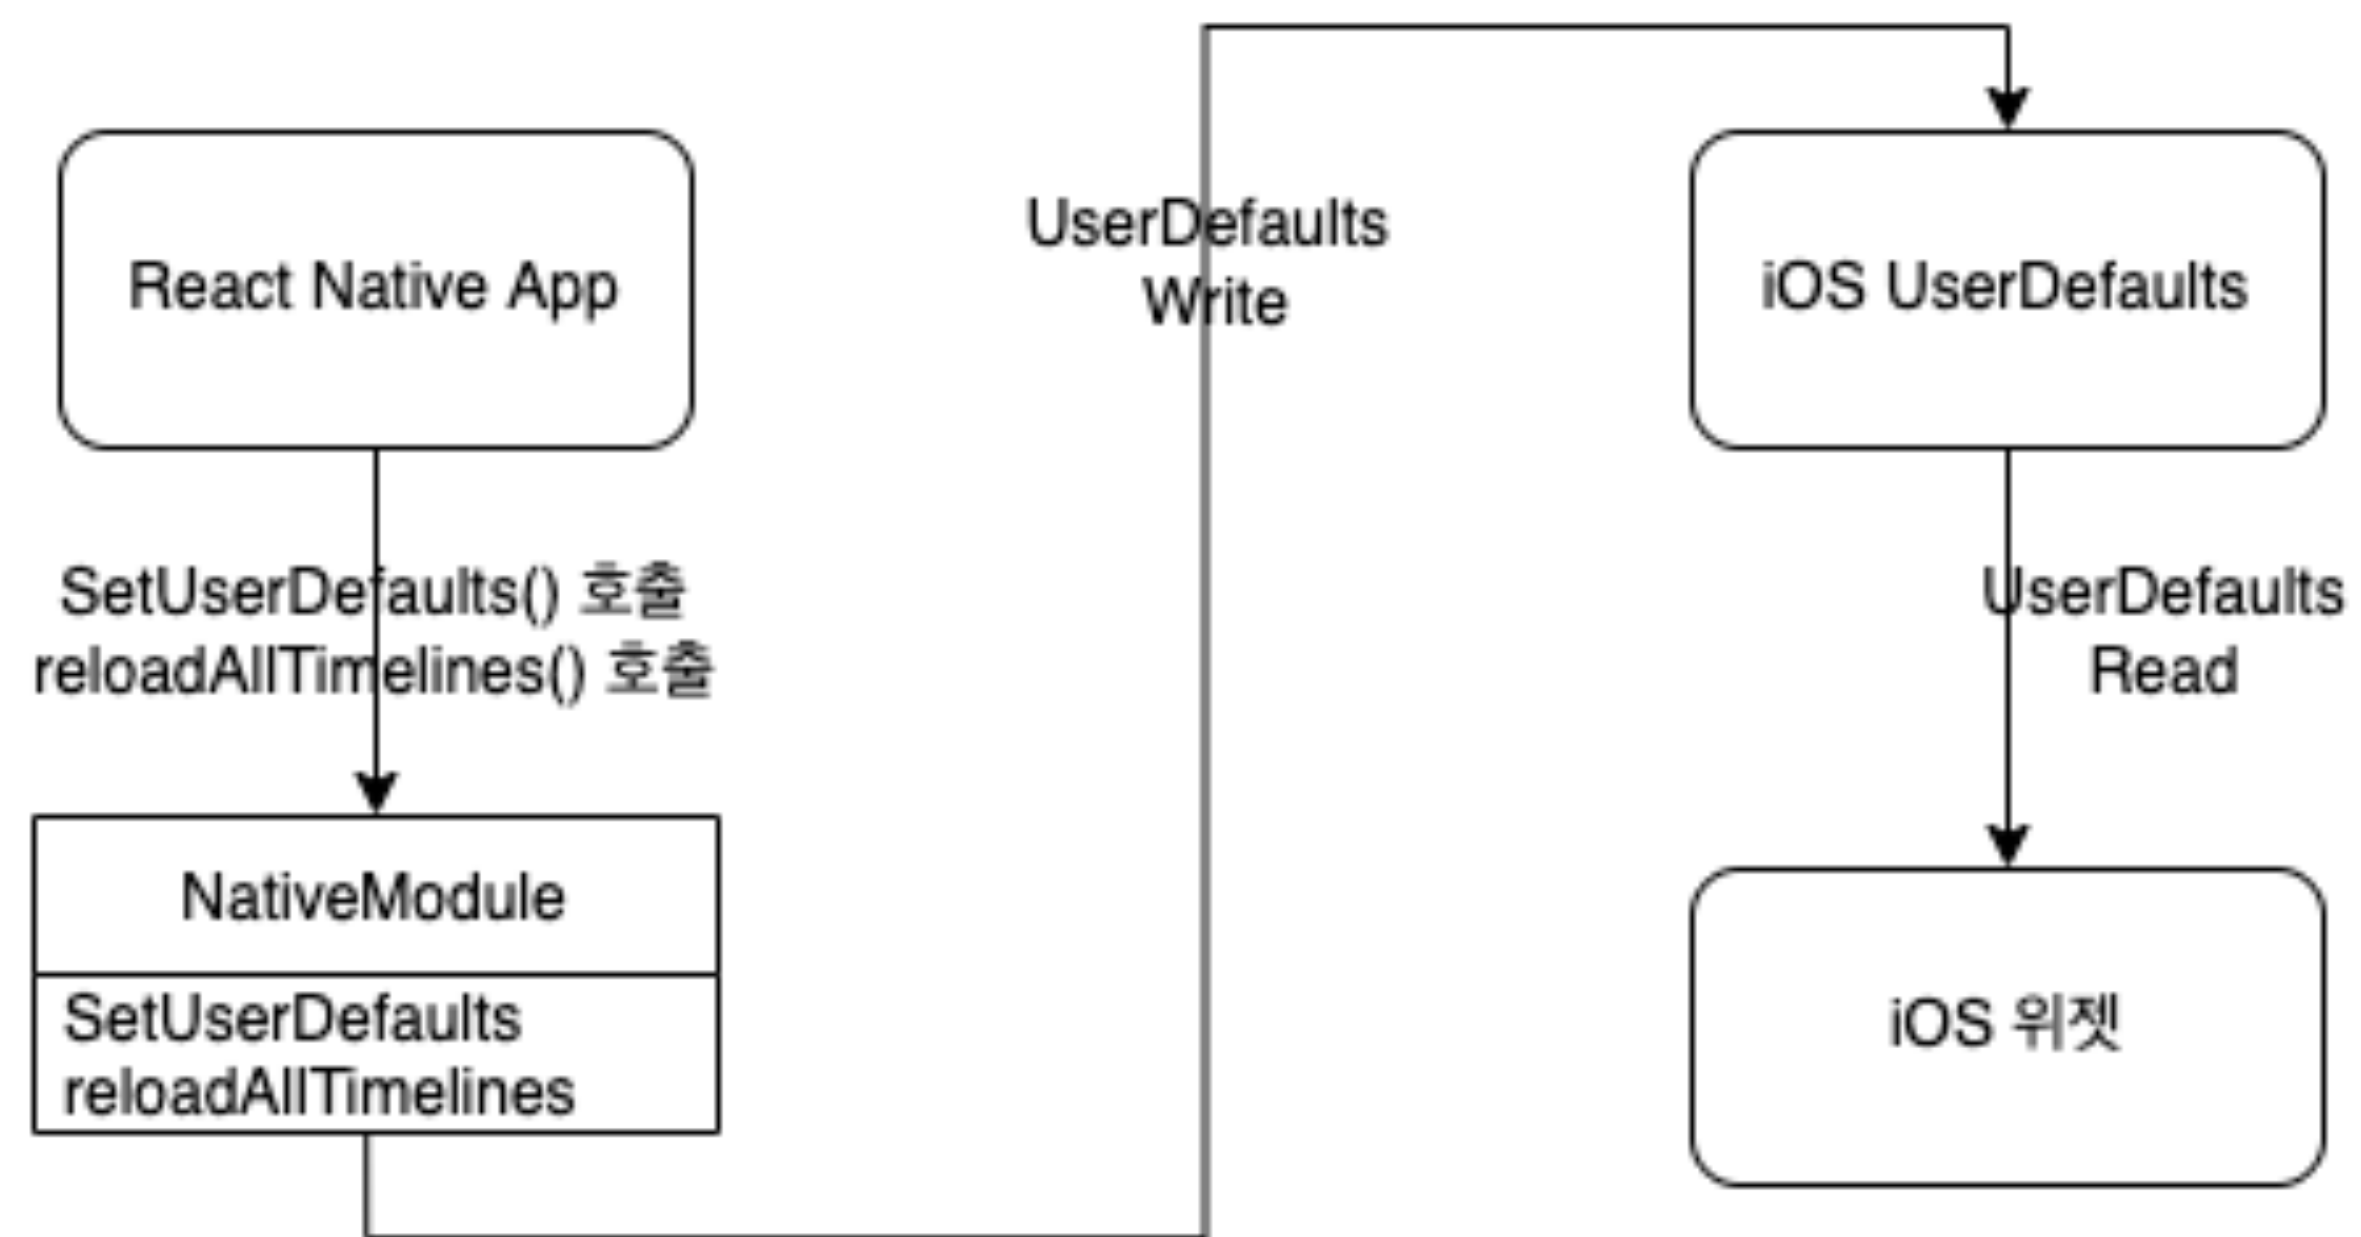 React Native App
SetUserDefaults() 호출
reloadAllTimelines() 호출
NativeModule
SetUserDefaults
reloadAllTimelines
UserDefaults
Write
iOS UserDefaults
UserDefaults
Read
iOS 위젯